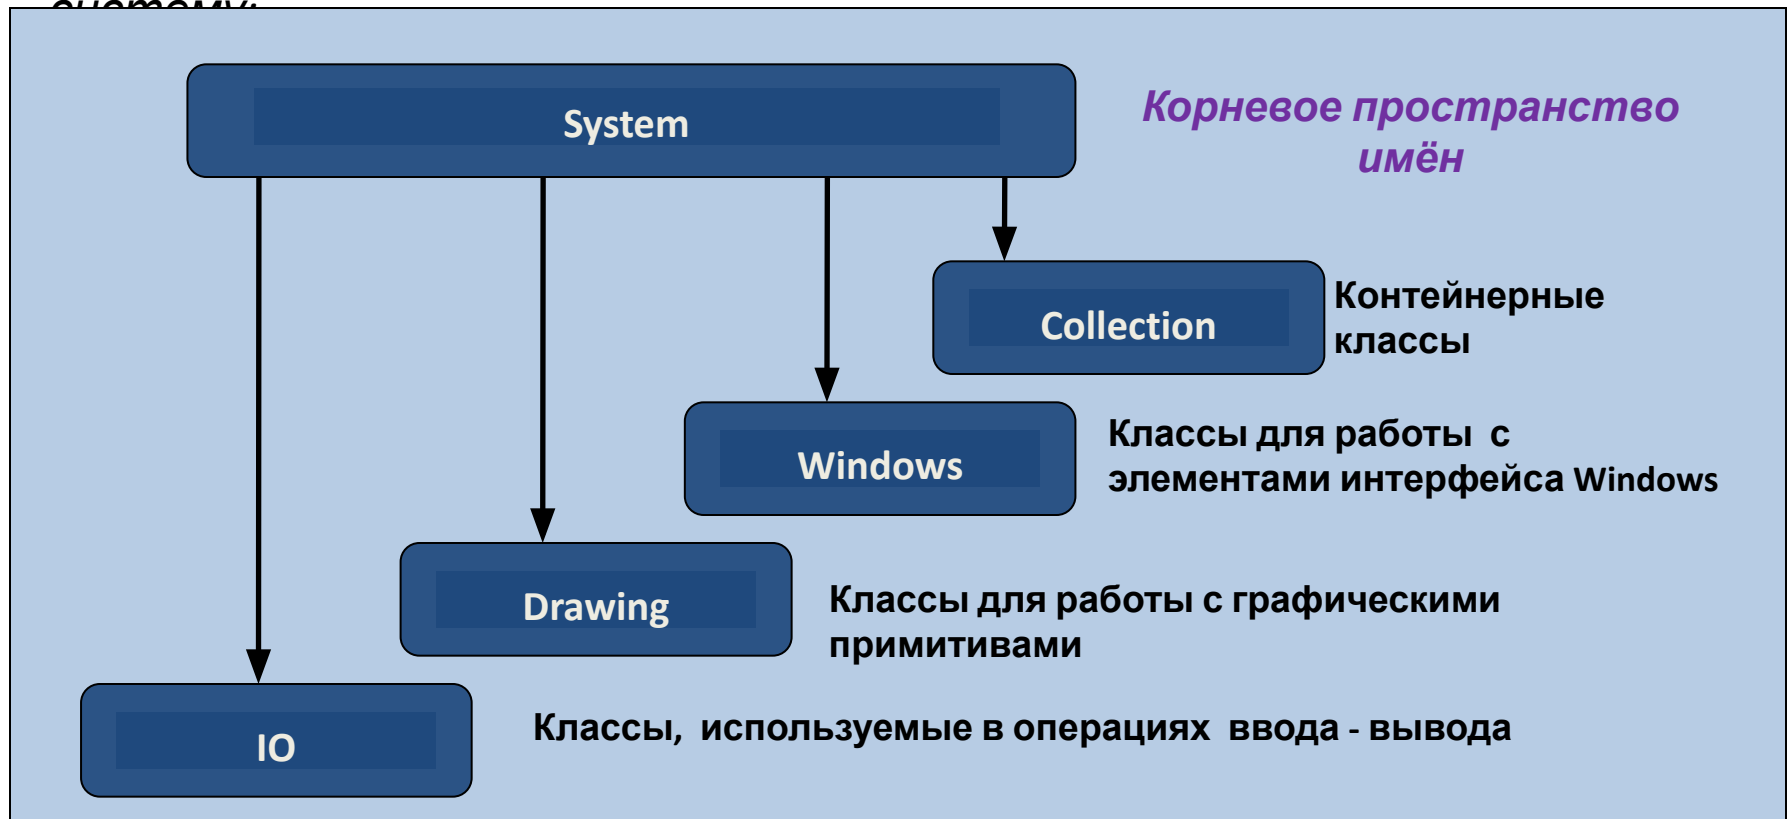 систему:
System
Корневое пространство
имён
Collection
Контейнерные
классы
Windows
Классы для работы с
элементами интерфейса Windows
Drawing
Классы для работы с графическими
примитивами
IO
Классы, используемые в операциях ввода - вывода